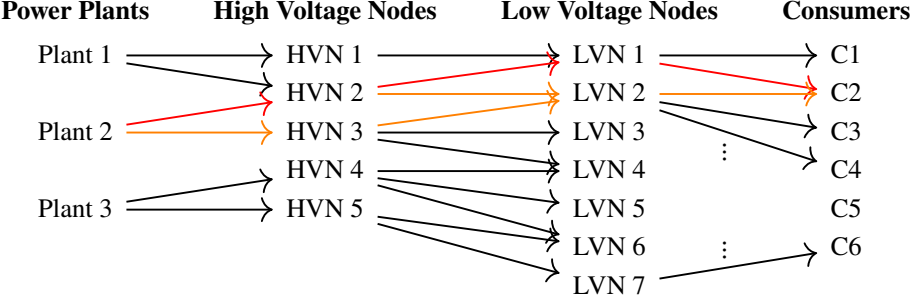 Power Plants High Voltage Nodes Low Voltage Nodes Consumers
Plant 1 HVN 1 LVN 1 C1
HVN 2 LVN 2 C2
Plant 2 HVN 3 LVN 3 C3
HVN 4 LVN 4 C4
Plant 3 HVN 5 LVN 5 C5
LVN 6 C6
LVN 7